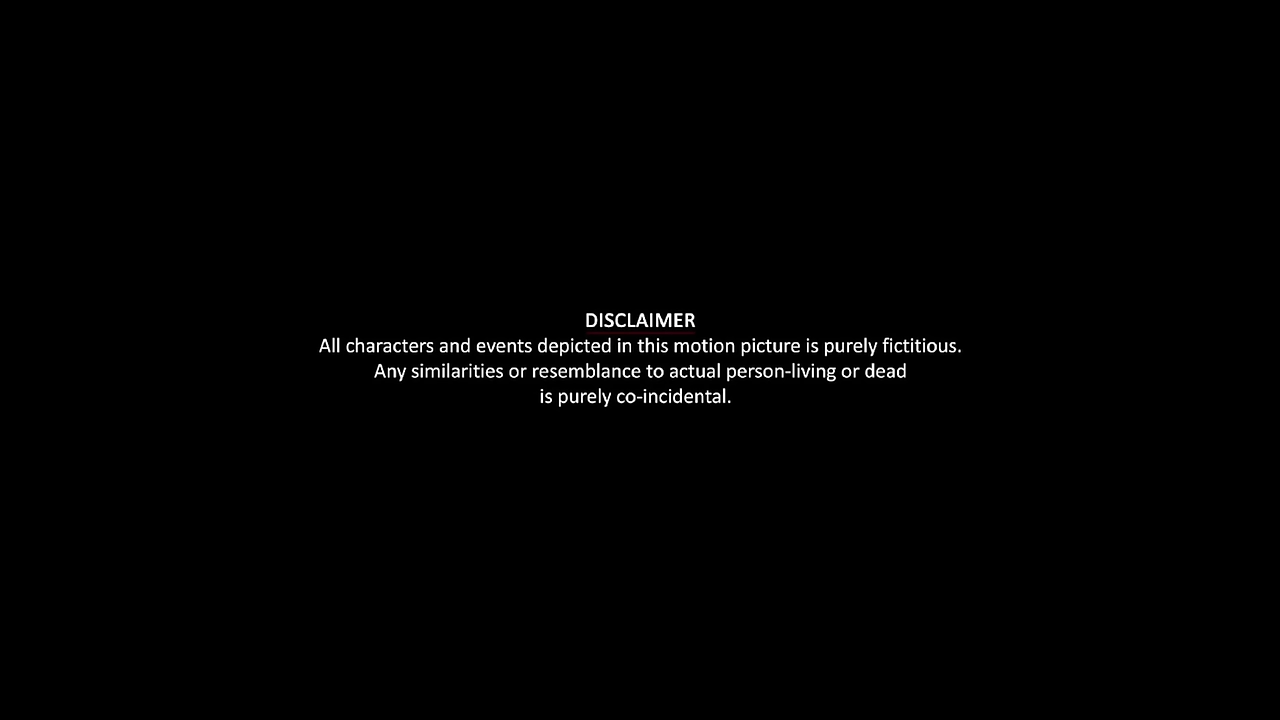 DISCLAIMER
All characters and events depicted in this motion picture is purely fictitious.
Any similarities or resemblance to actual person-living or dead
is purely co-incidental.